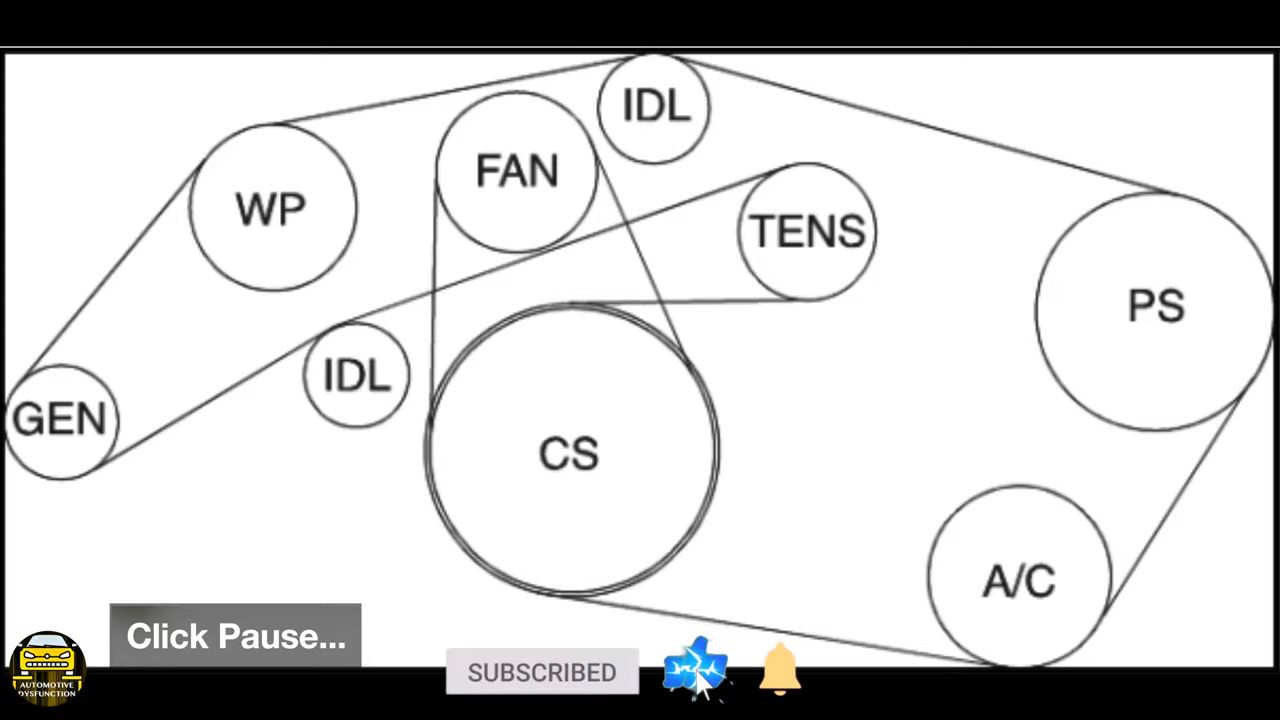 IDL
FAN
WP
TENS
PS
IDL
GEN
CS
A/C
Click Pause...
SUBSCRIBED
AUTOMOTIVE
DYSFUNCTION